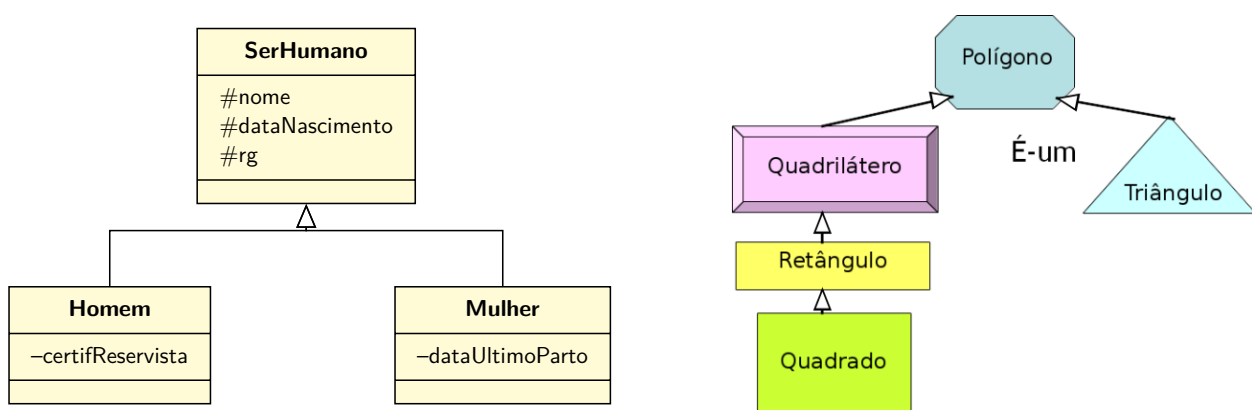 SerHumano
#nome
#dataNascimento
#rg
Homem
–certifReservista
Mulher
–dataUltimoParto
Polígono
Quadrilátero
É-um
Triângulo
Retângulo
Quadrado